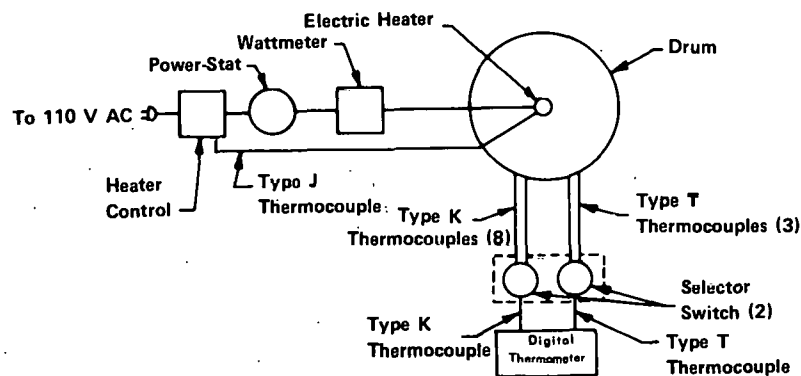 Electric Heater
Wattmeter
Power-Stat
Drum
To 110 V AC
Heater
Control
Typo J
Thermocouple
Type K
Thermocouples (8)
Type T
Thermocouples (3)
Selector
Switch (2)
Type K
Thermocouple
Digital
Thermometer
Type T
Thermocouple